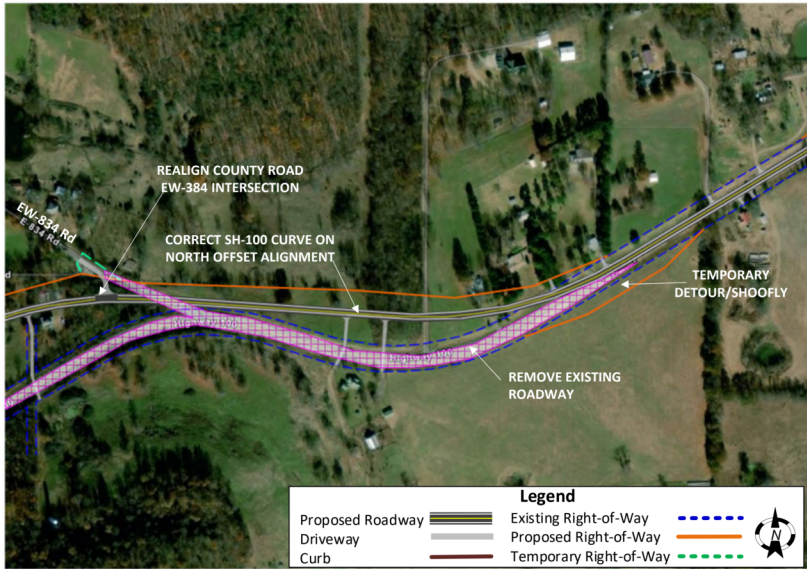 REALIGN COUNTY ROAD
EW-384 INTERSECTION
EW-834 Rd
E-834 Rd
CORRECT SH-100 CURVE ON
NORTH OFFSET ALIGNMENT
d
TEMPORARY
DETOUR/SHOOFLY
REMOVE EXISTING
ROADWAY
Legend
Proposed Roadway
Existing Right-of-Way
Driveway
Proposed Right-of-Way
Curb
Temporary Right-of-Way
N